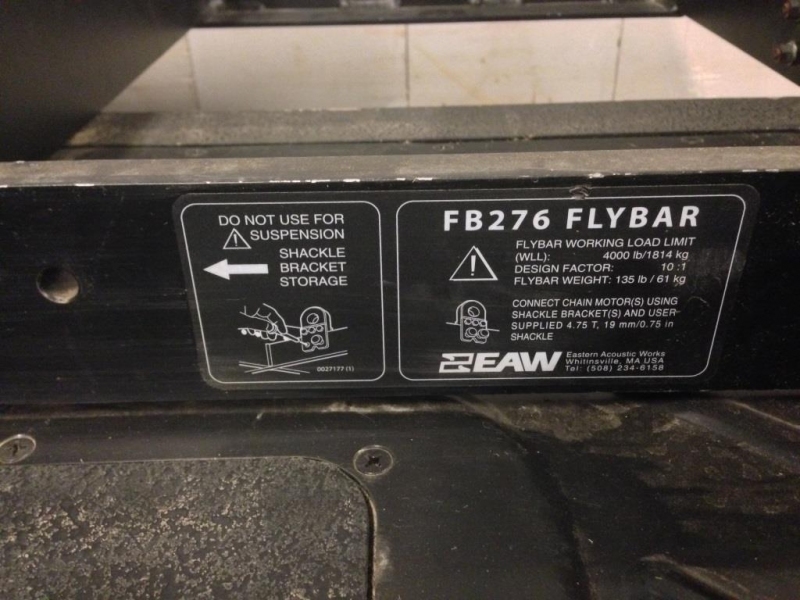 DO NOT USE FOR
SUSPENSION
SHACKLE
BRACKET
STORAGE
0027177 (1)
FB276 FLYBAR
FLYBAR WORKING LOAD LIMIT
(WLL): 4000 lb/1814 kg
DESIGN FACTOR: 10 :1
FLYBAR WEIGHT: 135 lb / 61 kg
CONNECT CHAIN MOTOR(S) USING
SHACKLE BRACKET(S) AND USER-
SUPPLIED 4.75 T, 19 mm/0.75 in
SHACKLE
EAW
Eastern Acoustic Works
Whitinsville, MA USA
Tel: (508) 234-6158